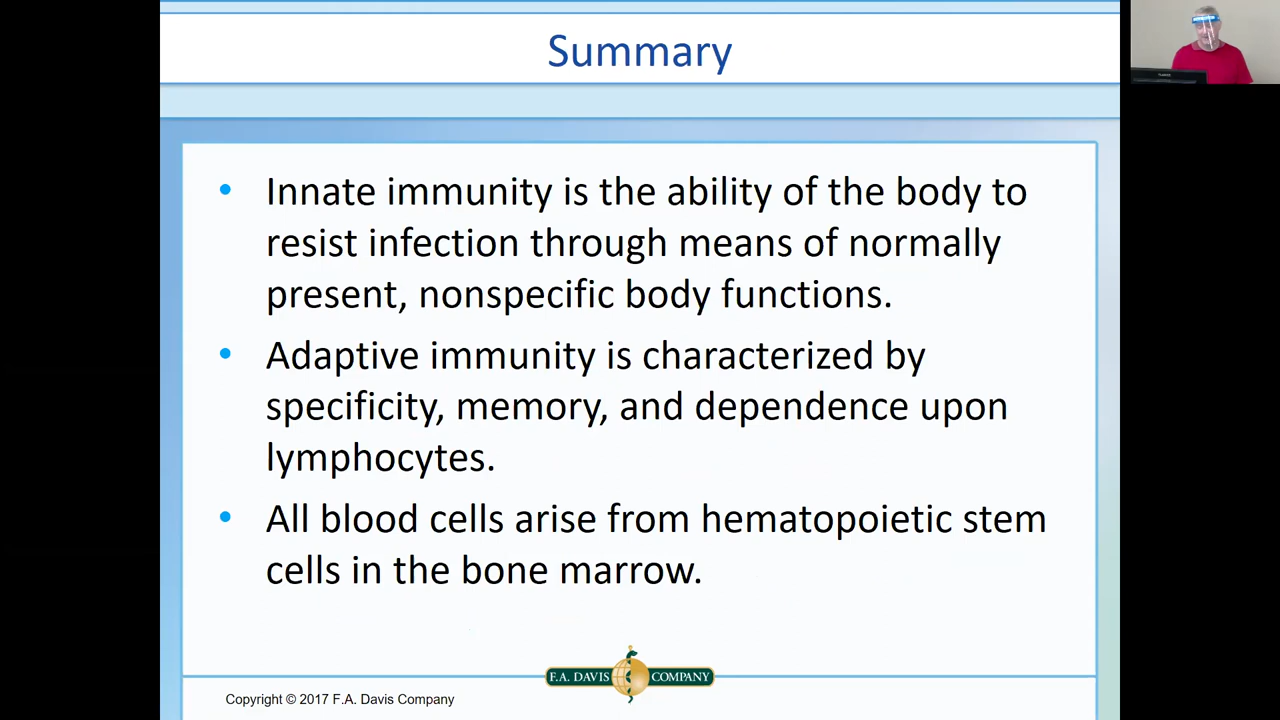 Summary
• Innate immunity is the ability of the body to
resist infection through means of normally
present, nonspecific body functions.
• Adaptive immunity is characterized by
specificity, memory, and dependence upon
lymphocytes.
• All blood cells arise from hematopoietic stem
cells in the bone marrow.
F.A. DAVIS COMPANY
Copyright © 2017 F.A. Davis Company